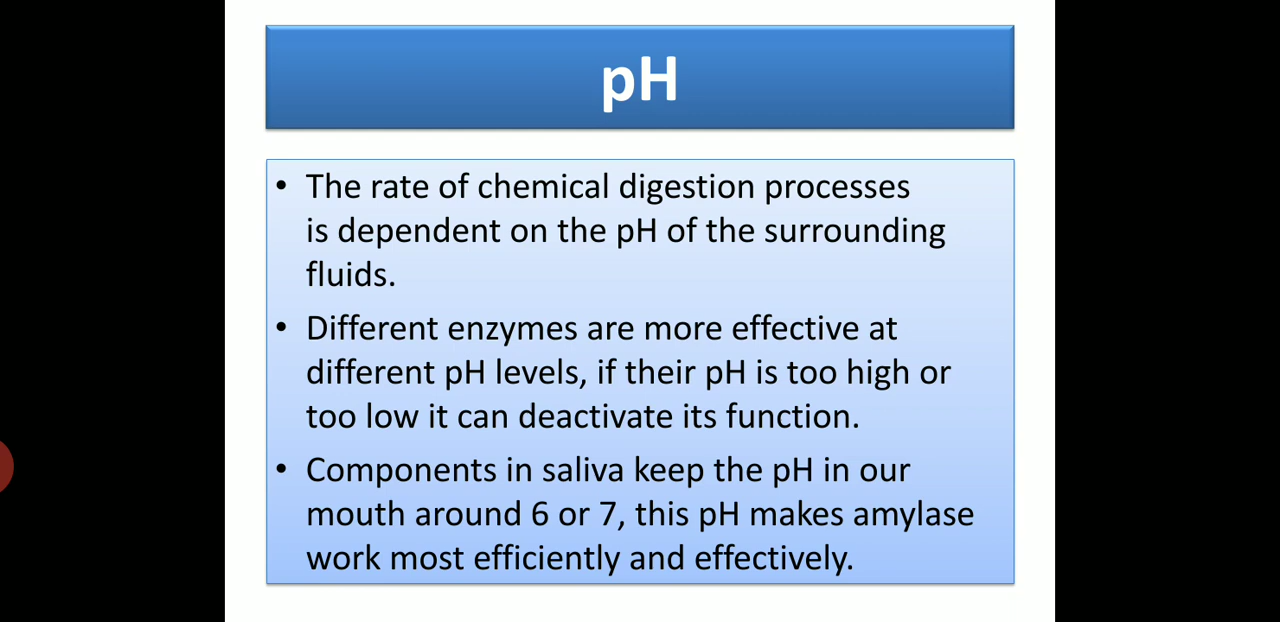 pH
• The rate of chemical digestion processes
is dependent on the pH of the surrounding
fluids.
• Different enzymes are more effective at
different pH levels, if their pH is too high or
too low it can deactivate its function.
• Components in saliva keep the pH in our
mouth around 6 or 7, this pH makes amylase
work most efficiently and effectively.